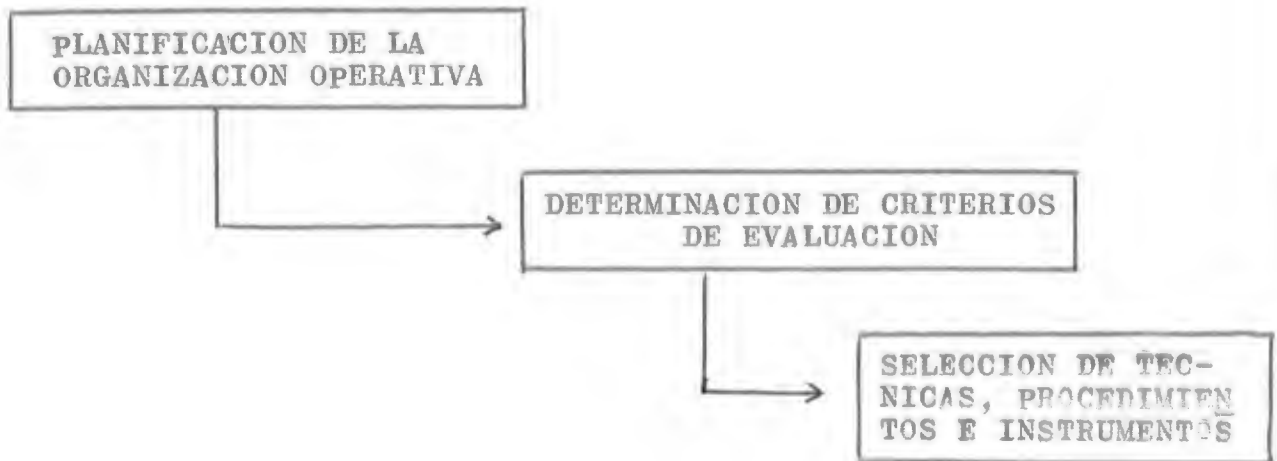 PLANIFICACION DE LA
ORGANIZACION OPERATIVA
DETERMINACION DE CRITERIOS
DE EVALUACION
SELECCION DE TEC-
NICAS, PROCEDIMIEN
TOS E INSTRUMENTOS